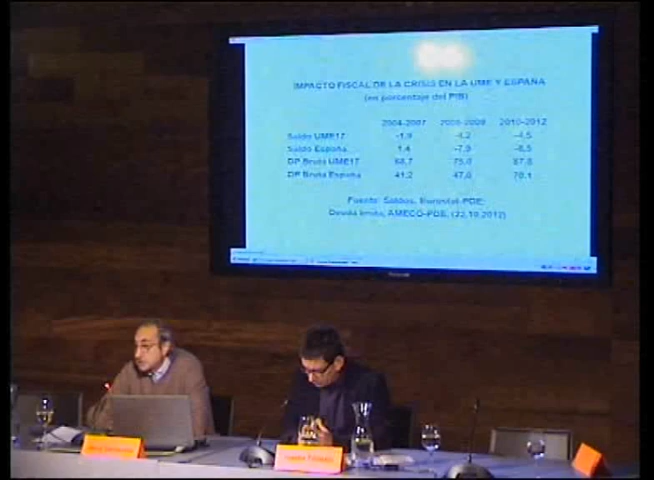 IMPACTO FISCAL DE LA CRISIS EN LA UME Y ESPAÑA
(en porcentaje del PIB)
2004-2007 2008-2009 2010-2012
Saldo UME17 -1,9 -4,2 -4,5
Saldo España 1,4 -7,9 -8,5
DP Bruta UME17 68,7 75,0 87,8
DP Bruta España 41,2 47,0 70,1
Fuente: Saldos, Eurostat-PDE;
Deuda bruta, AMECO-PDE, (22.10.2012)